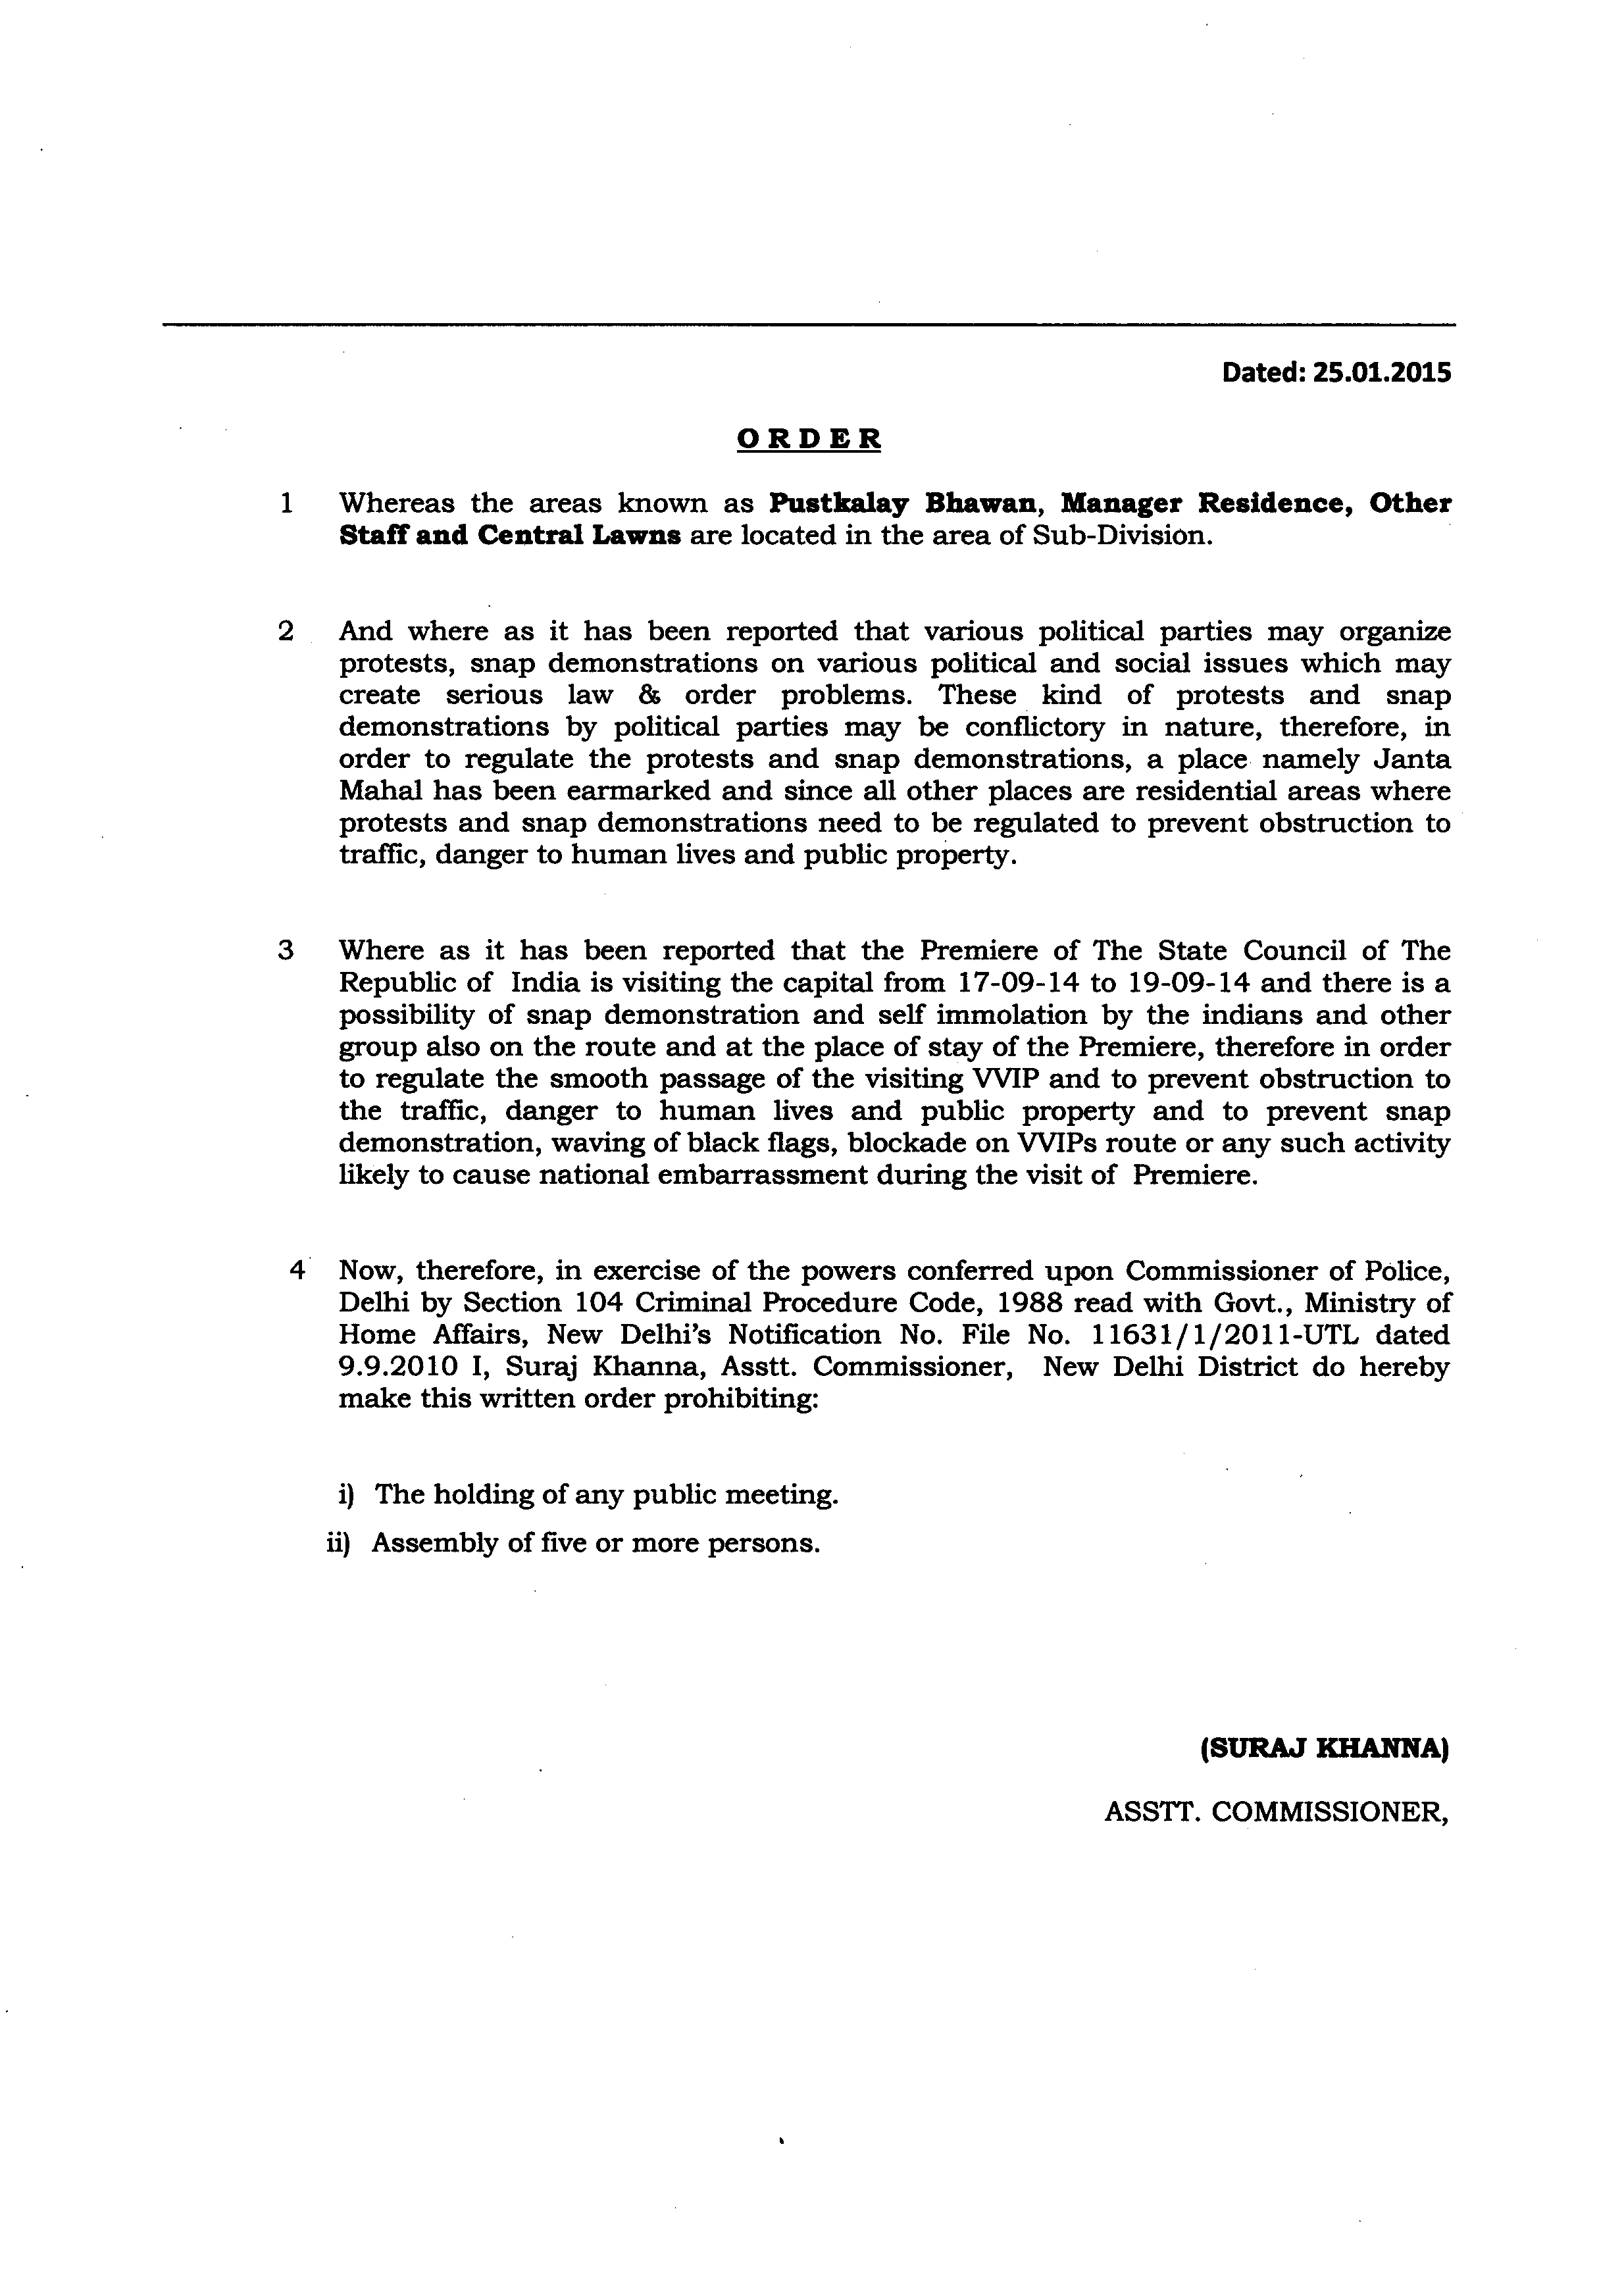 Dated: 25.01.2015
ORDER
1 Whereas the areas known as Pustkalay Bhawan, Manager Residence, Other
Staff and Central Lawns are located in the area of Sub-Division.
2 And where as it has been reported that various political parties may organize
protests, snap demonstrations on various political and social issues which may
create serious law & order problems. These kind of protests and snap
demonstrations by political parties may be conflictory in nature, therefore, in
order to regulate the protests and snap demonstrations, a place namely Janta
Mahal has been earmarked and since all other places are residential areas where
protests and snap demonstrations need to be regulated to prevent obstruction to
traffic, danger to human lives and public property.
3 Where as it has been reported that the Premiere of The State Council of The
Republic of India is visiting the capital from 17-09-14 to 19-09-14 and there is a
possibility of snap demonstration and self immolation by the indians and other
group also on the route and at the place of stay of the Premiere, therefore in order
to regulate the smooth passage of the visiting VVIP and to prevent obstruction to
the traffic, danger to human lives and public property and to prevent snap
demonstration, waving of black flags, blockade on VVIPs route or any such activity
likely to cause national embarrassment during the visit of Premiere.
4 Now, therefore, in exercise of the powers conferred upon Commissioner of Police,
Delhi by Section 104 Criminal Procedure Code, 1988 read with Govt., Ministry of
Home Affairs, New Delhi's Notification No. File No. 11631/1/2011-UTL dated
9.9.2010 I, Suraj Khanna, Asstt. Commissioner, New Delhi District do hereby
make this written order prohibiting:
i) The holding of any public meeting.
ii) Assembly of five or more persons.
(SURAJ KHANNA)
ASSTT. COMMISSIONER,